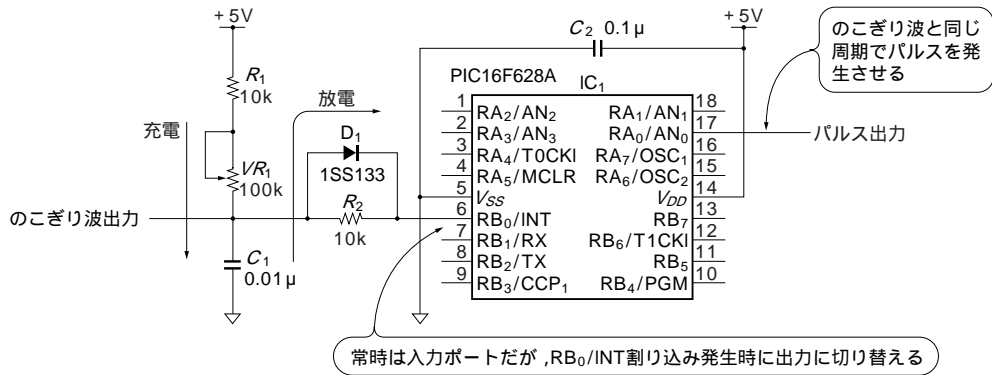 +5V
R1
10k
充電
放電
VR1
100k
のこぎり波出力
C1
0.01μ
D1
1SS133
R2
10k
C2 0.1μ
+5V
PIC16F628A
IC1
1 RA2/AN2
2 RA3/AN3
3 RA4/T0CKI
4 RA5/MCLR
5 VSS
6 RB0/INT
7 RB1/RX
8 RB2/TX
9 RB3/CCP1
RA1/AN1 18
RA0/AN0 17
RA7/OSC1 16
RA6/OSC2 15
VDD 14
RB7 13
RB6/T1CKI 12
RB5 11
RB4/PGM 10
のこぎり波と同じ
周期でパルスを発
生させる
パルス出力
常時は入力ポートだが,RB0/INT割り込み発生時に出力に切り替える